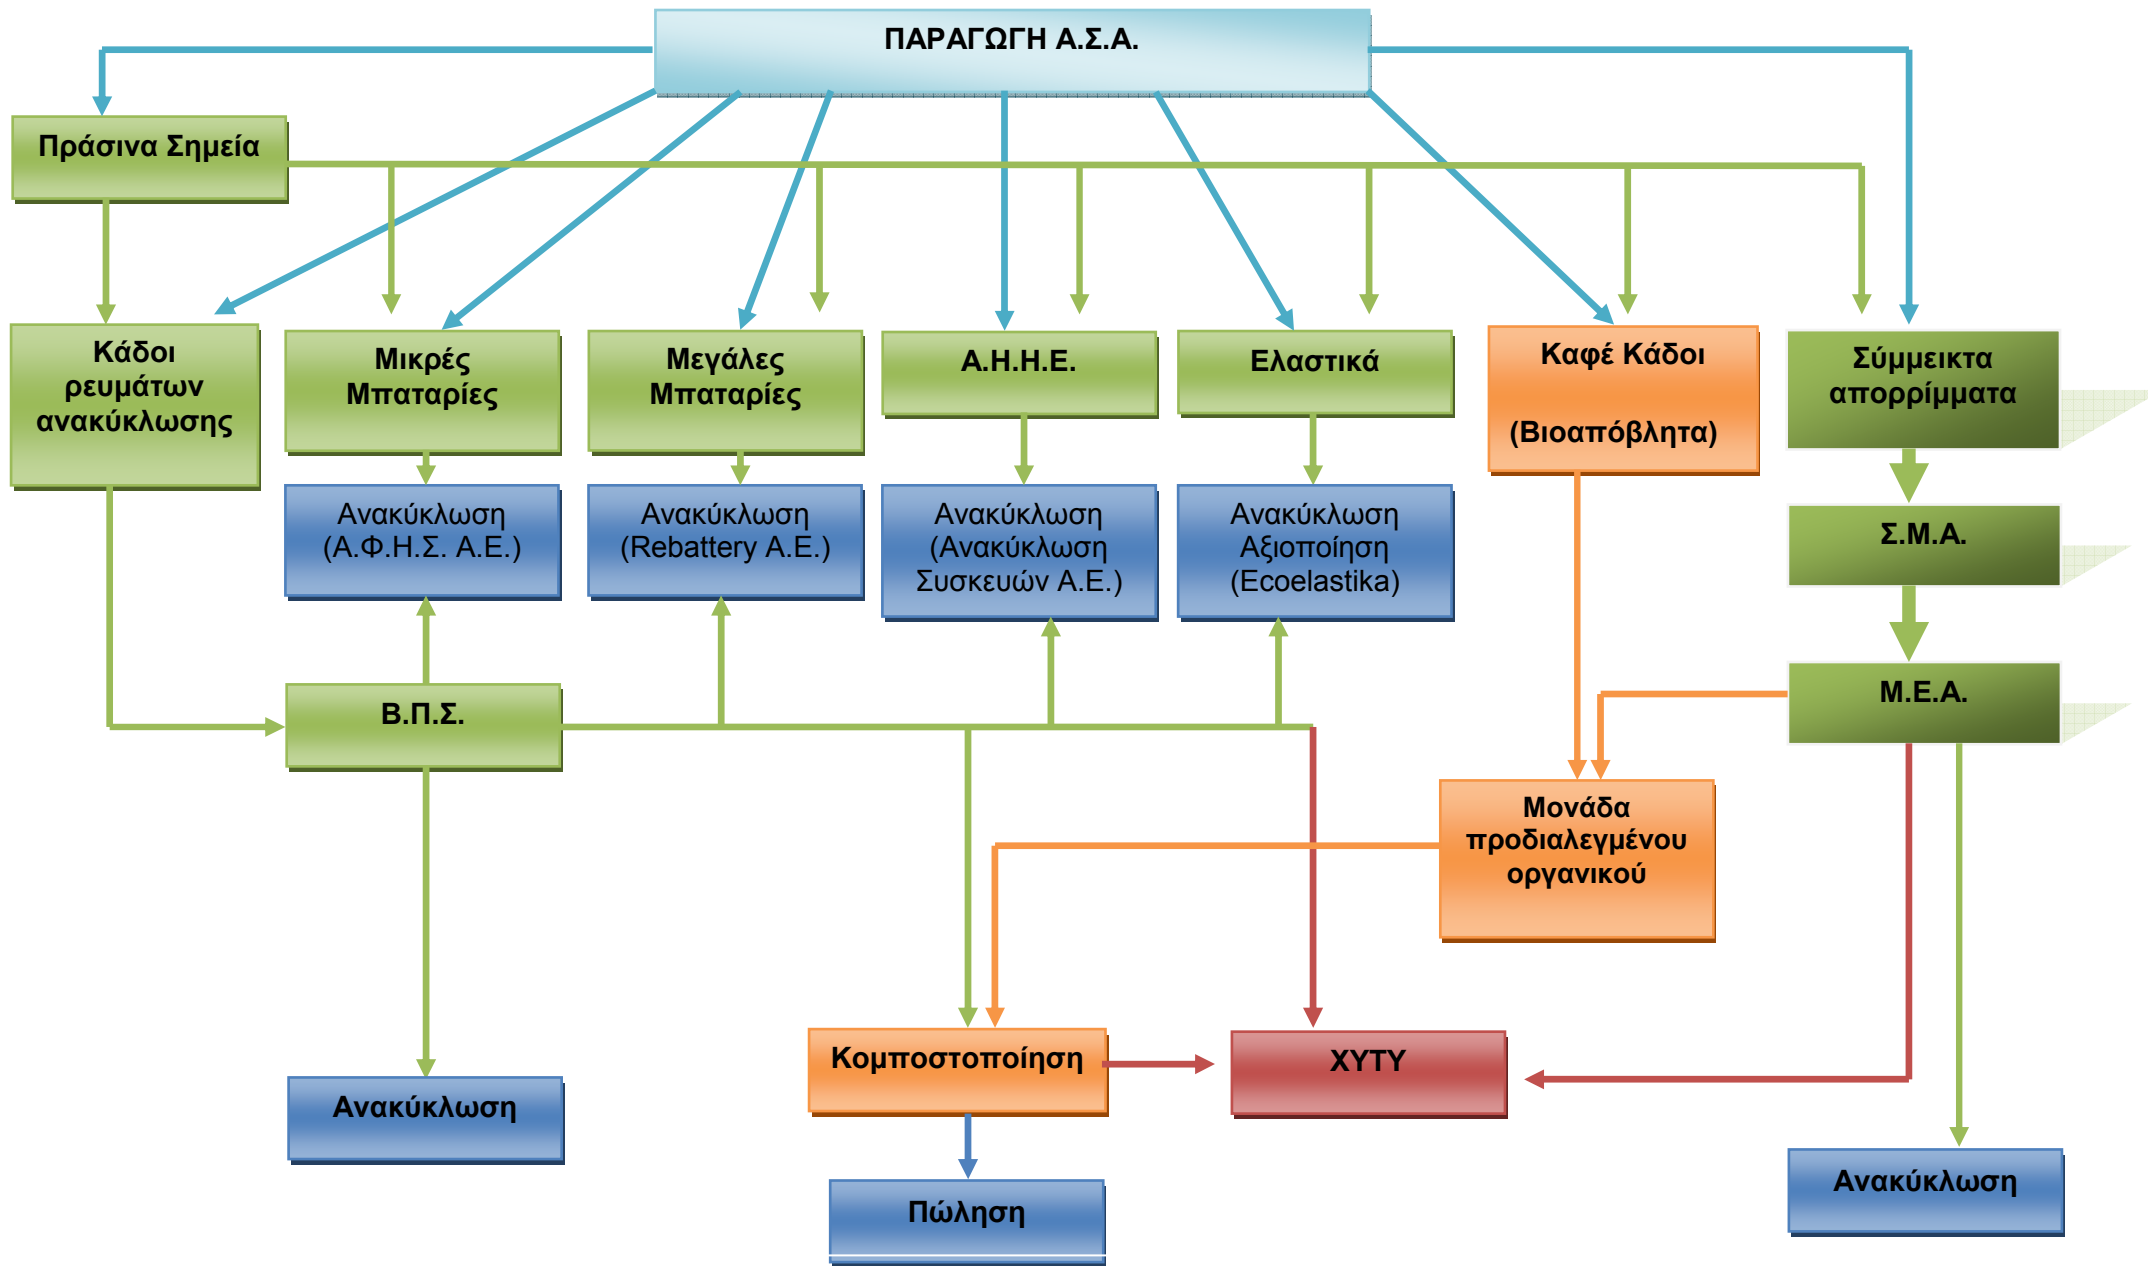 ΠΑΡΑΓΩΓΗ Α.Σ.Α.
Πράσινα Σημεία
Κάδοι
ρευμάτων
ανακύκλωσης
Μικρές
Μπαταρίες
Μεγάλες
Μπαταρίες
Α.Η.Η.Ε.
Ελαστικά
Καφέ Κάδοι
(Βιοαπόβλητα)
Σύμμεικτα
απορρίμματα
Ανακύκλωση
(Α.Φ.Η.Σ. Α.Ε.)
Ανακύκλωση
(Rebattery Α.Ε.)
Ανακύκλωση
(Ανακύκλωση
Συσκευών Α.Ε.)
Ανακύκλωση
Αξιοποίηση
(Ecoelastika)
Σ.Μ.Α.
Β.Π.Σ.
Μ.Ε.Α.
Μονάδα
προδιαλεγμένου
οργανικού
Κομποστοποίηση
ΧΥΤΥ
Ανακύκλωση
Πώληση
Ανακύκλωση